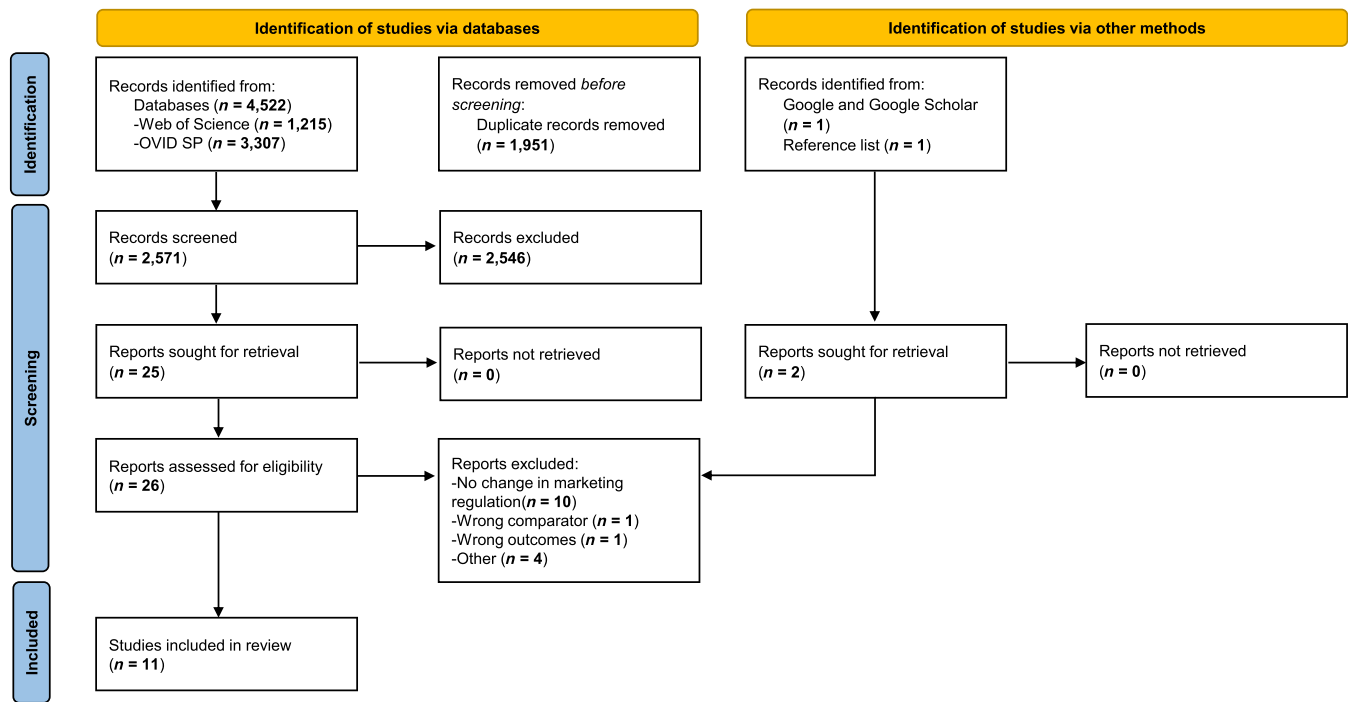 Identification of studies via databases
Identification of studies via other methods
Identification
Records identified from:
Databases (n = 4,522)
-Web of Science (n = 1,215)
-OVID SP (n = 3,307)
Records removed before
screening:
Duplicate records removed
(n = 1,951)
Records identified from:
Google and Google Scholar
(n = 1)
Reference list (n = 1)
Screening
Records screened
(n = 2,571)
Records excluded
(n = 2,546)
Reports sought for retrieval
(n = 25)
Reports not retrieved
(n = 0)
Reports sought for retrieval
(n = 2)
Reports not retrieved
(n = 0)
Reports assessed for eligibility
(n = 26)
Reports excluded:
-No change in marketing
regulation(n = 10)
-Wrong comparator (n = 1)
-Wrong outcomes (n = 1)
-Other (n = 4)
Included
Studies included in review
(n = 11)